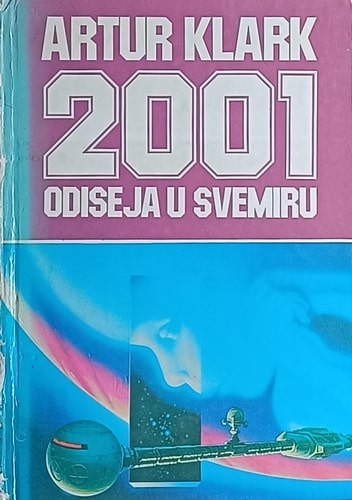 ARTUR KLARK
2001
ODISEJA U SVEMIRU